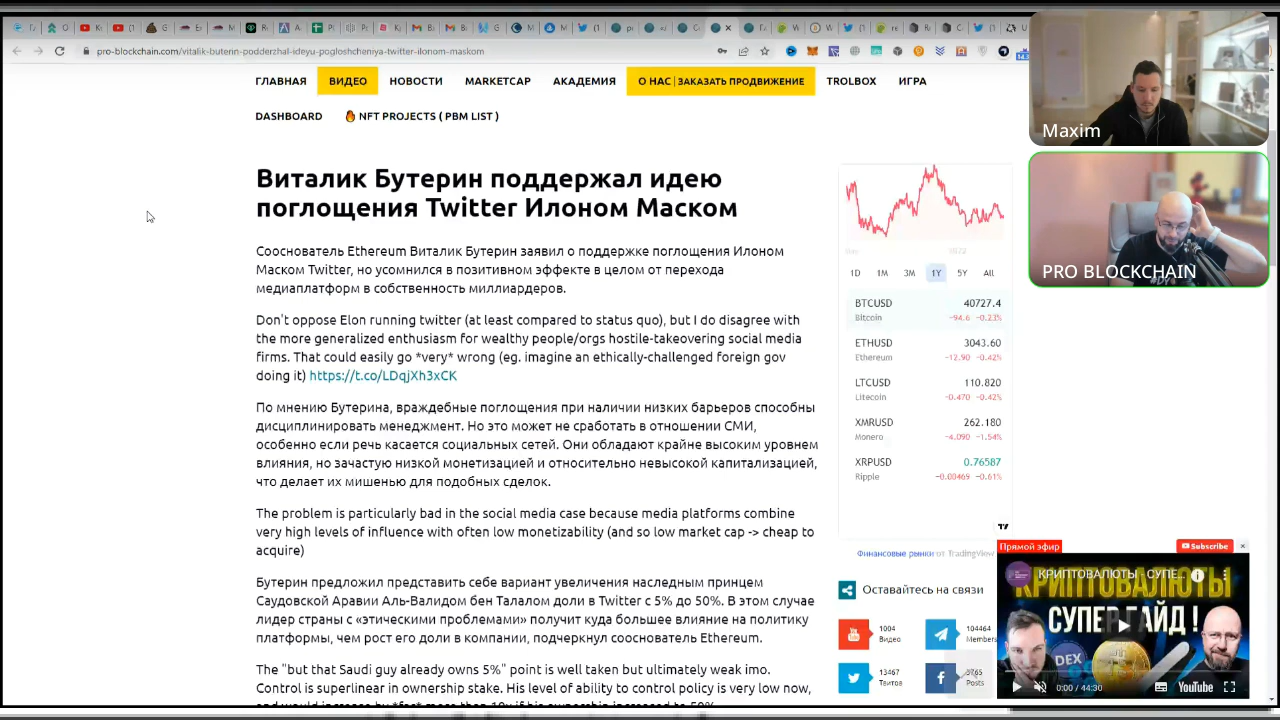 pro-blockchain.com/vitalik-buterin-podderzhal-ideyu-pogloshcheniya-twitter-ilonom-maskom
ГЛАВНАЯ
ВИДЕО
НОВОСТИ
MARKETCAP
АКАДЕМИЯ
О НАС | ЗАКАЗАТЬ ПРОДВИЖЕНИЕ
TROLBOX
ИГРА
DASHBOARD
NFT PROJECTS ( PBM LIST )
Виталик Бутерин поддержал идею
поглощения Twitter Илоном Маском
Сооснователь Ethereum Виталик Бутерин заявил о поддержке поглощения Илоном
Маском Twitter, но усомнился в позитивном эффекте в целом от перехода
медиаплатформ в собственность миллиардеров.
Don't oppose Elon running twitter (at least compared to status quo), but I do disagree with
the more generalized enthusiasm for wealthy people/orgs hostile-takeovering social media
firms. That could easily go *very* wrong (eg. imagine an ethically-challenged foreign gov
doing it) https://t.co/LDqjXh3xCK
По мнению Бутерина, враждебные поглощения при наличии низких барьеров способны
дисциплинировать менеджмент. Но это может не сработать в отношении СМИ,
особенно если речь касается социальных сетей. Они обладают крайне высоким уровнем
влияния, но зачастую низкой монетизацией и относительно невысокой капитализацией,
что делает их мишенью для подобных сделок.
The problem is particularly bad in the social media case because media platforms combine
very high levels of influence with often low monetizability (and so low market cap -> cheap to
acquire)
Бутерин предложил представить себе вариант увеличения наследным принцем
Саудовской Аравии Аль-Валидом бен Талалом доли в Twitter с 5% до 50%. В этом случае
лидер страны с «этическими проблемами» получит куда большее влияние на политику
платформы, чем рост его доли в компании, подчеркнул сооснователь Ethereum.
The "but that Saudi guy already owns 5%" point is well taken but ultimately weak imo.
Control is superlinear in ownership stake. His level of ability to control policy is very low now,
and would increase by *far* more than 10x if his ownership increased to 50%.
1D
1M
3M
1Y
5Y
All
BTCUSD 40727.4
Bitcoin -94.6 -0.23%
ETHUSD 3043.60
Ethereum -12.90 -0.42%
LTCUSD 110.820
Litecoin -0.470 -0.42%
XMRUSD 262.180
Monero -4.090 -1.54%
XRPUSD 0.76587
Ripple -0.00469 -0.61%
Финансовые рынки от TradingView
Оставайтесь на связи
1004
Видео
104464
Members
13467
Твитов
Posts
Maxim
PRO BLOCKCHAIN
Прямой эфир
Subscribe
КРИПТОВАЛЮТЫ - СУПЕ...
КРИПТОВАЛЮТЫ
СУПЕР ГАЙД !
DEX
0:00 / 44:30
YouTube